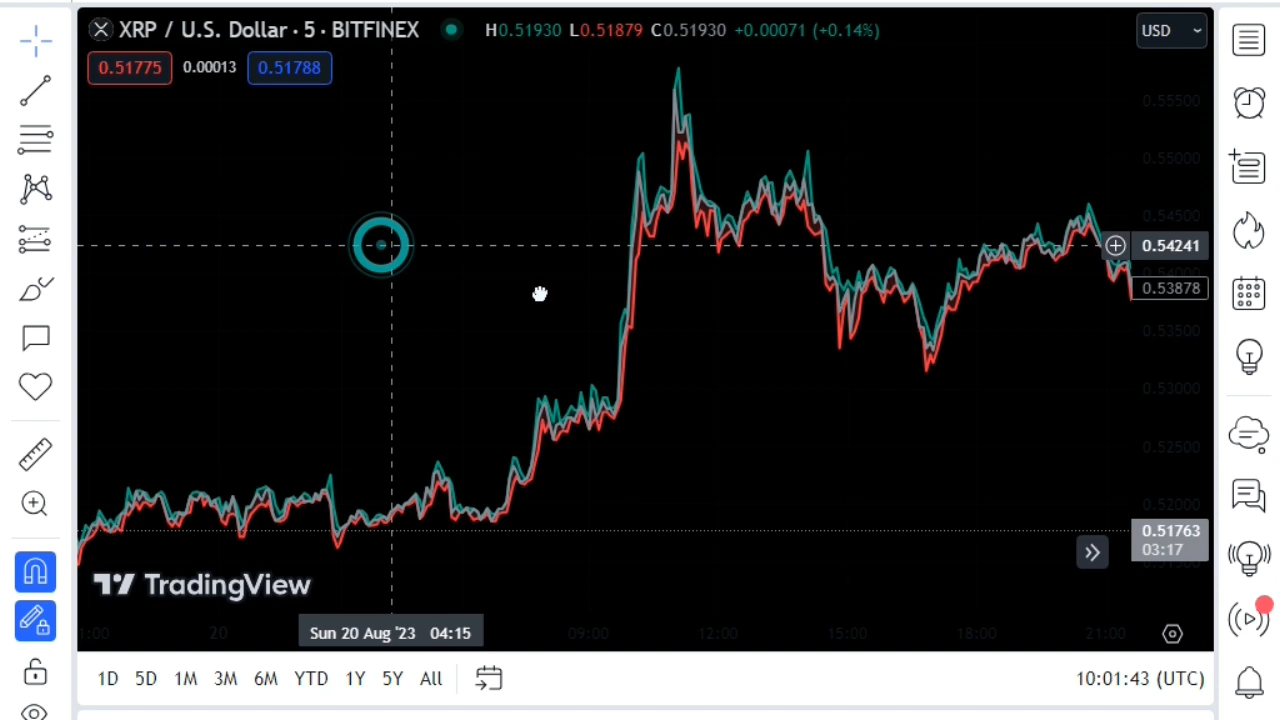 XRP / U.S. Dollar · 5 · BITFINEX H0.51930 L0.51879 C0.51930 +0.00071 (+0.14%)
USD
0.51775 0.00013 0.51788
0.55500
0.55000
0.54500
0.54241
0.54000
0.53878
0.53500
0.53000
0.52500
0.52000
0.51763
03:17
TradingView
20 Sun 20 Aug '23 04:15 09:00 12:00 15:00 18:00 21:00
1D 5D 1M 3M 6M YTD 1Y 5Y All 10:01:43 (UTC)